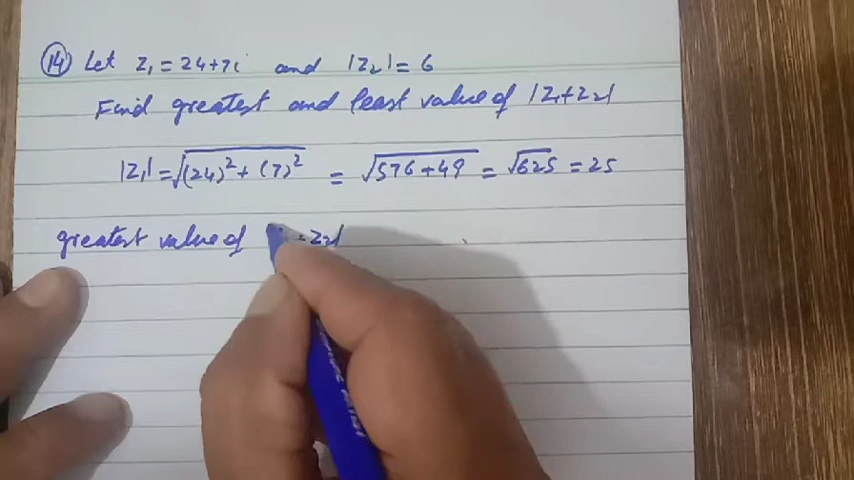 14 Let z₁ = 24+7i and |z₂| = 6
Find greatest and least value of |z₁+z₂|
|z₁| = √(24)² + (7)² = √576 + 49 = √625 = 25
greatest value of z₂|